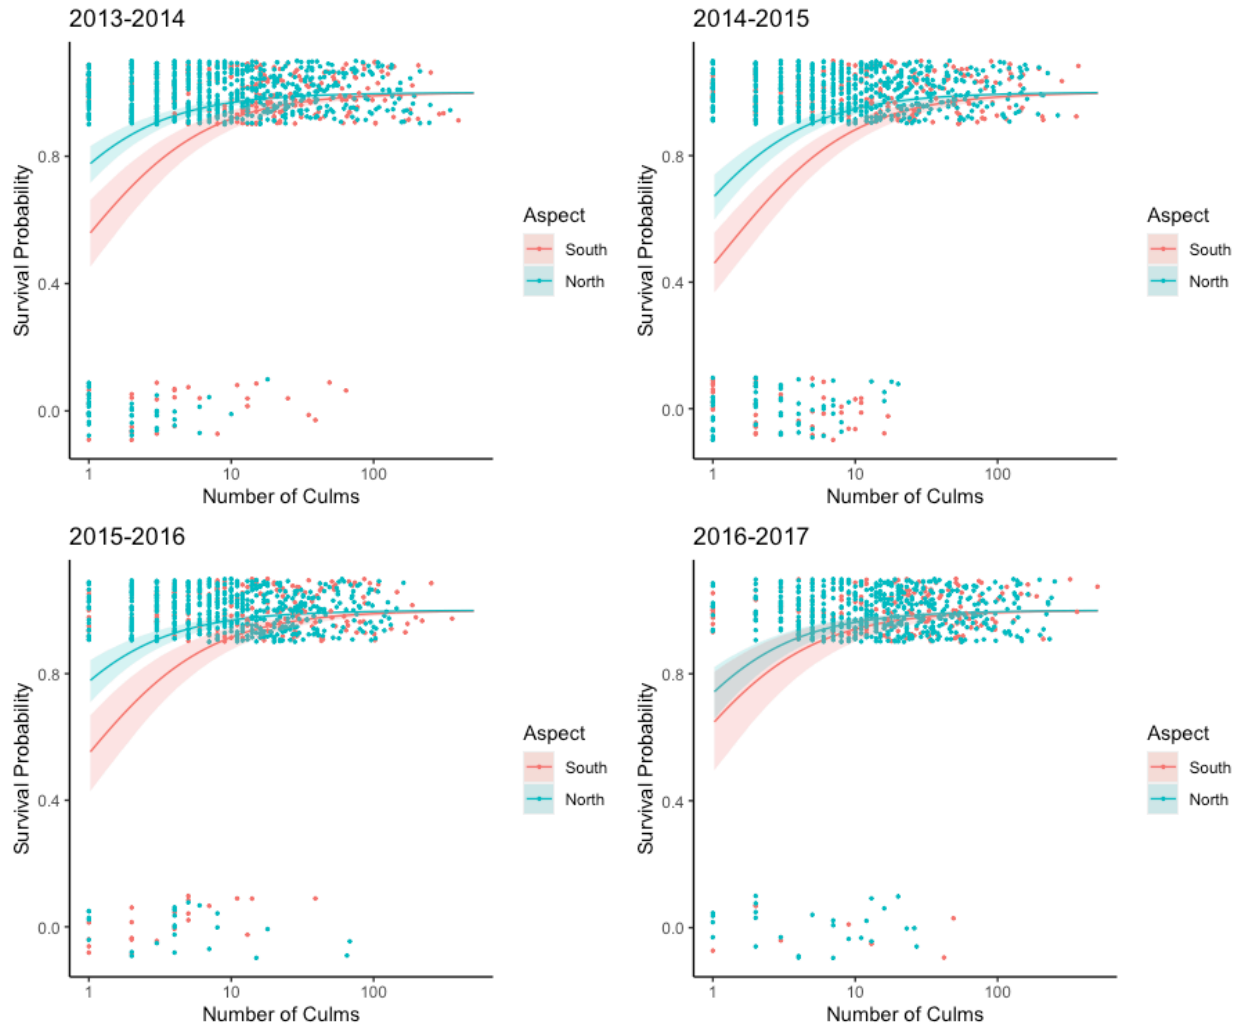 2013-2014
Survival Probability
0.8
0.4
0.0
1 10 100
Number of Culms
Aspect
South
North
2014-2015
Survival Probability
0.8
0.4
0.0
1 10 100
Number of Culms
Aspect
South
North
2015-2016
Survival Probability
0.8
0.4
0.0
1 10 100
Number of Culms
Aspect
South
North
2016-2017
Survival Probability
0.8
0.4
0.0
1 10 100
Number of Culms
Aspect
South
North